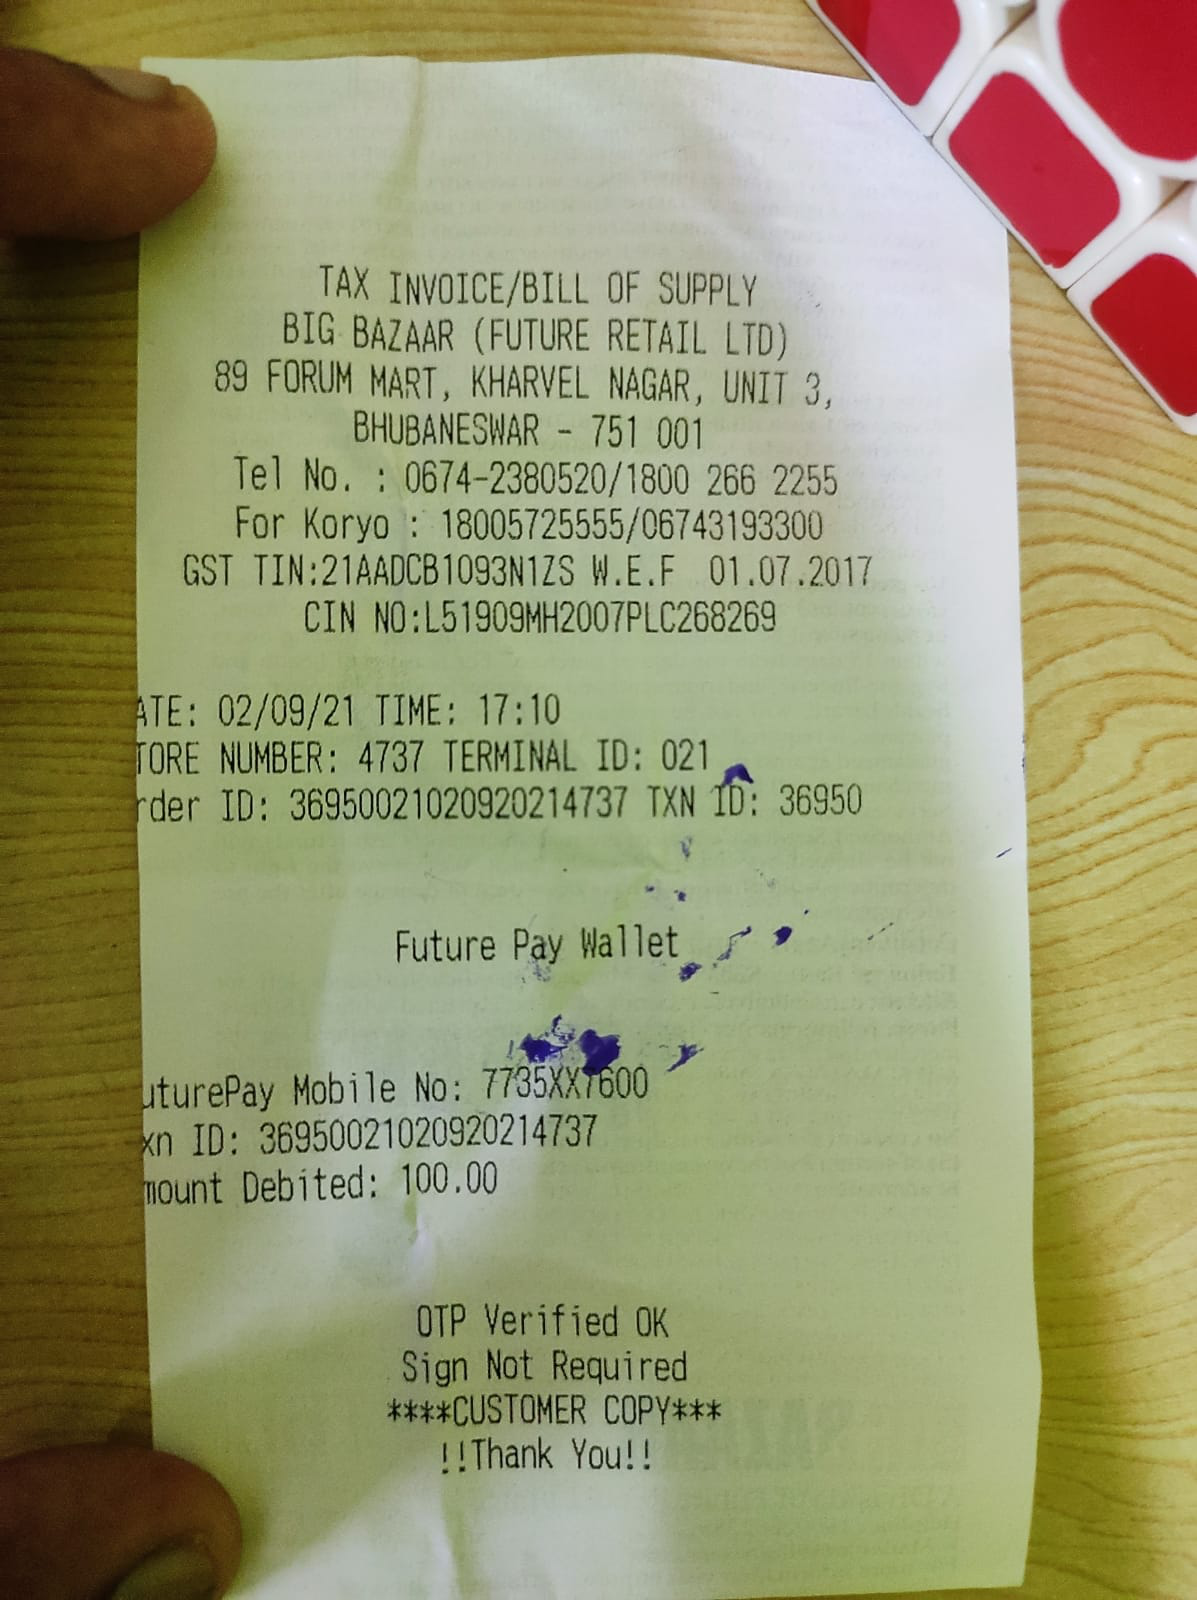 TAX INVOICE/BILL OF SUPPLY
BIG BAZAAR (FUTURE RETAIL LTD)
89 FORUM MART, KHARVEL NAGAR, UNIT 3,
BHUBANESWAR - 751 001
Tel No. : 0674-2380520/1800 266 2255
For Koryo : 18005725555/06743193300
GST TIN:21AADCB1093N1ZS W.E.F 01.07.2017
CIN NO:L51909MH2007PLC268269
ATE: 02/09/21 TIME: 17:10
TORE NUMBER: 4737 TERMINAL ID: 021
rder ID: 36950021020920214737 TXN ID: 36950
Future Pay Wallet
uturePay Mobile No: 7735XX7600
xn ID: 36950021020920214737
mount Debited: 100.00
OTP Verified OK
Sign Not Required
****CUSTOMER COPY***
!!Thank You!!